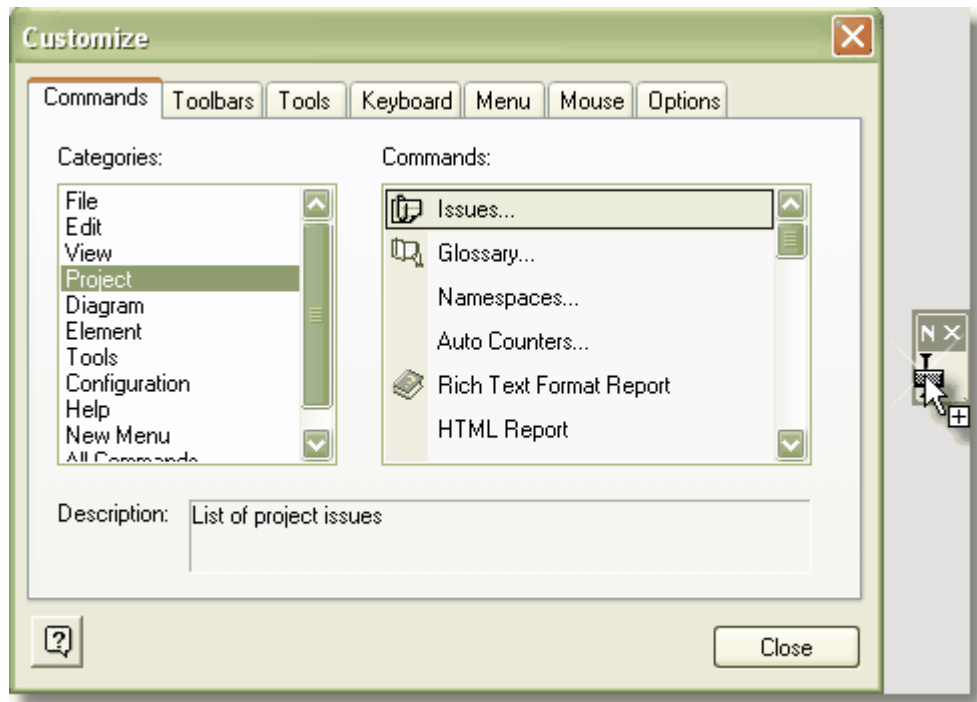 Customize
Commands Toolbars Tools Keyboard Menu Mouse Options
Categories: Commands:
File
Edit
View
Project
Diagram
Element
Tools
Configuration
Help
New Menu
All Commands
Issues...
Glossary...
Namespaces...
Auto Counters...
Rich Text Format Report
HTML Report
N
Description: List of project issues
Close